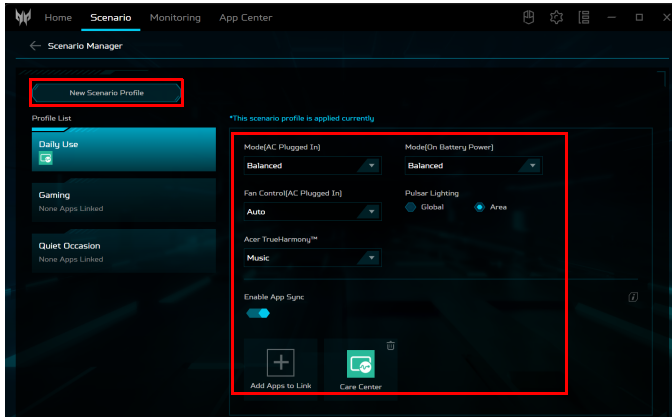 Home Scenario Monitoring App Center
Scenario Manager
New Scenario Profile
Profile List
*This scenario profile is applied currently
Daily Use
Gaming
None Apps Linked
Quiet Occasion
None Apps Linked
Mode(AC Plugged In) Mode(On Battery Power)
Balanced Balanced
Fan Control(AC Plugged In) Pulsar Lighting
Auto Global Area
Acer TrueHarmony™
Music
Enable App Sync
Add Apps to Link Care Center